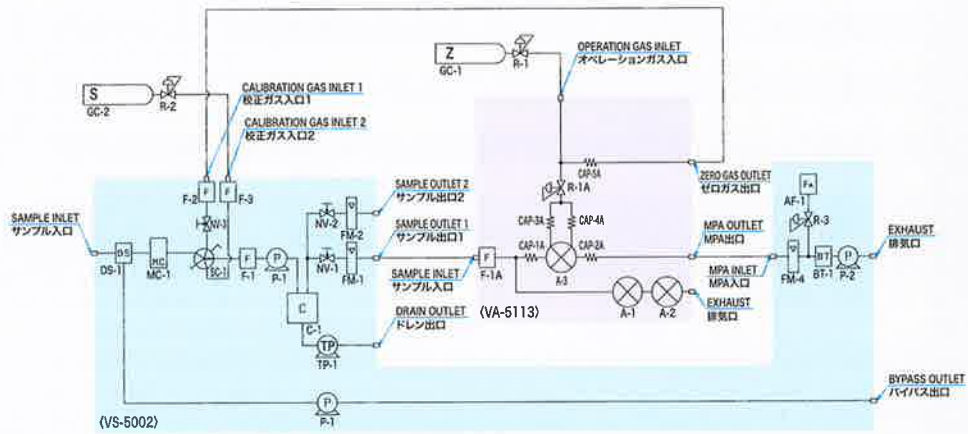 Z
GC-1
R-1
OPERATION GAS INLET
オペレーションガス入口
S
GC-2
R-2
CALIBRATION GAS INLET 1
校正ガス入口1
CALIBRATION GAS INLET 2
校正ガス入口2
CAP-5A
ZERO GAS OUTLET
ゼロガス出口
R-1A
CAP-3A
CAP-4A
F
F-2
F
F-3
SAMPLE OUTLET 2
サンプル出口2
FA
AF-1
R-3
SAMPLE INLET
サンプル入口
NV-2
FM-2
SAMPLE OUTLET 1
サンプル出口1
MPA OUTLET
MPA出口
EXHAUST
排気口
DS
DS-1
MC
MC-1
SC-1
F
F-1
P
P-1
NV-1
FM-1
SAMPLE INLET
サンプル入口
F
F-1A
CAP-1A
CAP-2A
A-3
MPA INLET
MPA入口
FM-4
BT
BT-1
P
P-2
C
C-1
DRAIN OUTLET
ドレン出口
(VA-5113)
A-1
A-2
EXHAUST
排気口
TP
TP-1
P
P-1
BYPASS OUTLET
バイパス出口
(VS-5002)